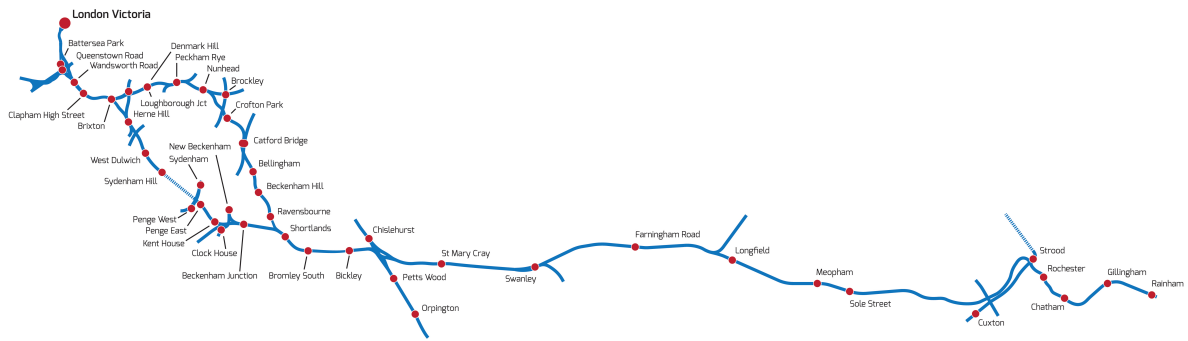 London Victoria
Battersea Park
Queenstown Road
Wandsworth Road
Denmark Hill
Peckham Rye
Nunhead
Brockley
Loughborough Jct
Crofton Park
Clapham High Street
Brixton
Herne Hill
Catford Bridge
New Beckenham
Sydenham
West Dulwich
Bellingham
Sydenham Hill
Beckenham Hill
Ravensbourne
Penge West
Penge East
Kent House
Clock House
Shortlands
Beckenham Junction
Bromley South
Bickley
Chislehurst
St Mary Cray
Petts Wood
Orpington
Swanley
Farningham Road
Longfield
Meopham
Sole Street
Cuxton
Strood
Rochester
Chatham
Gillingham
Rainham